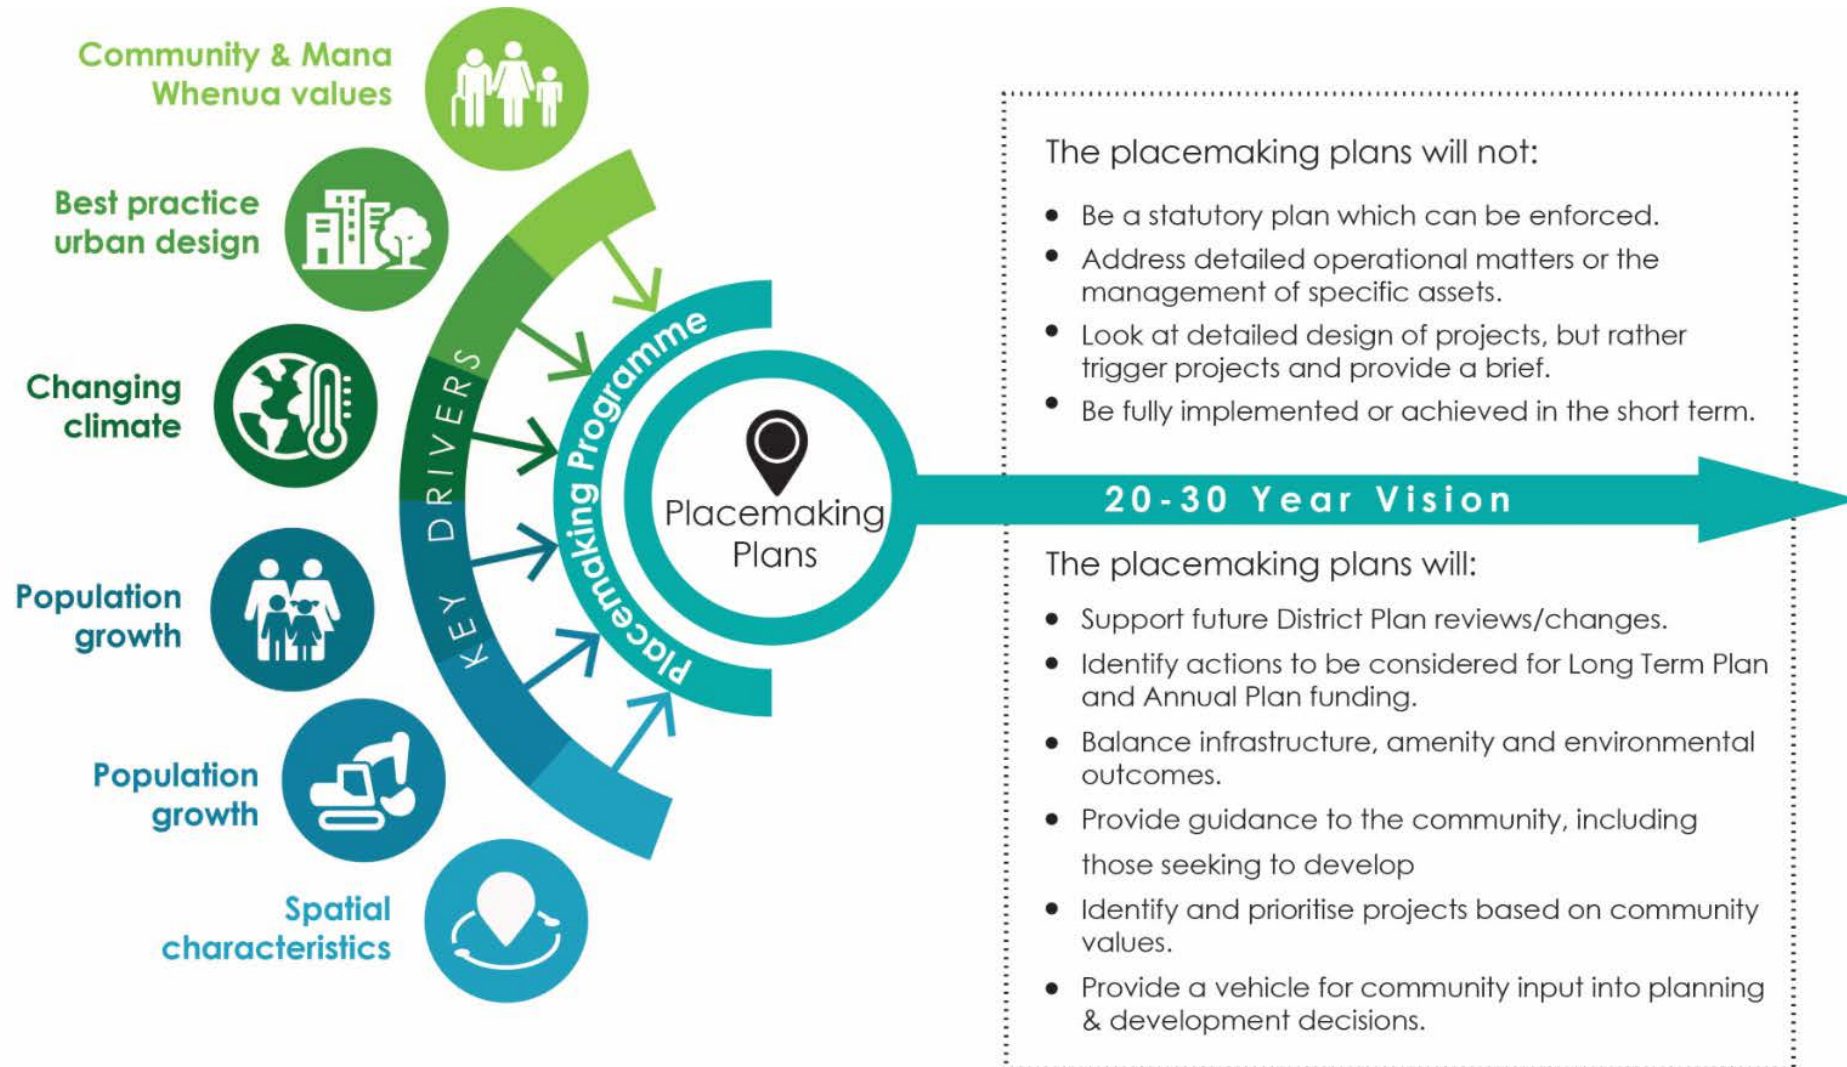 Community & Mana
Whenua values
Best practice
urban design
Changing
climate
Population
growth
Population
growth
Spatial
characteristics
KEY DRIVERS
Placemaking Programme
Placemaking
Plans
The placemaking plans will not:
• Be a statutory plan which can be enforced.
• Address detailed operational matters or the
management of specific assets.
• Look at detailed design of projects, but rather
trigger projects and provide a brief.
• Be fully implemented or achieved in the short term.
20-30 Year Vision
The placemaking plans will:
• Support future District Plan reviews/changes.
• Identify actions to be considered for Long Term Plan
and Annual Plan funding.
• Balance infrastructure, amenity and environmental
outcomes.
• Provide guidance to the community, including
those seeking to develop
• Identify and prioritise projects based on community
values.
• Provide a vehicle for community input into planning
& development decisions.